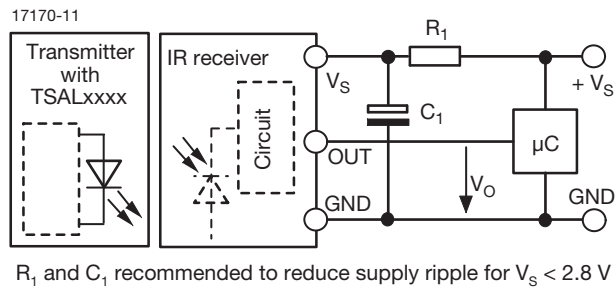 17170-11
Transmitter
with
TSALxxxx
IR receiver
Circuit
VS
OUT
GND
R1
C1
VO
+ VS
µC
GND
R1 and C1 recommended to reduce supply ripple for VS < 2.8 V